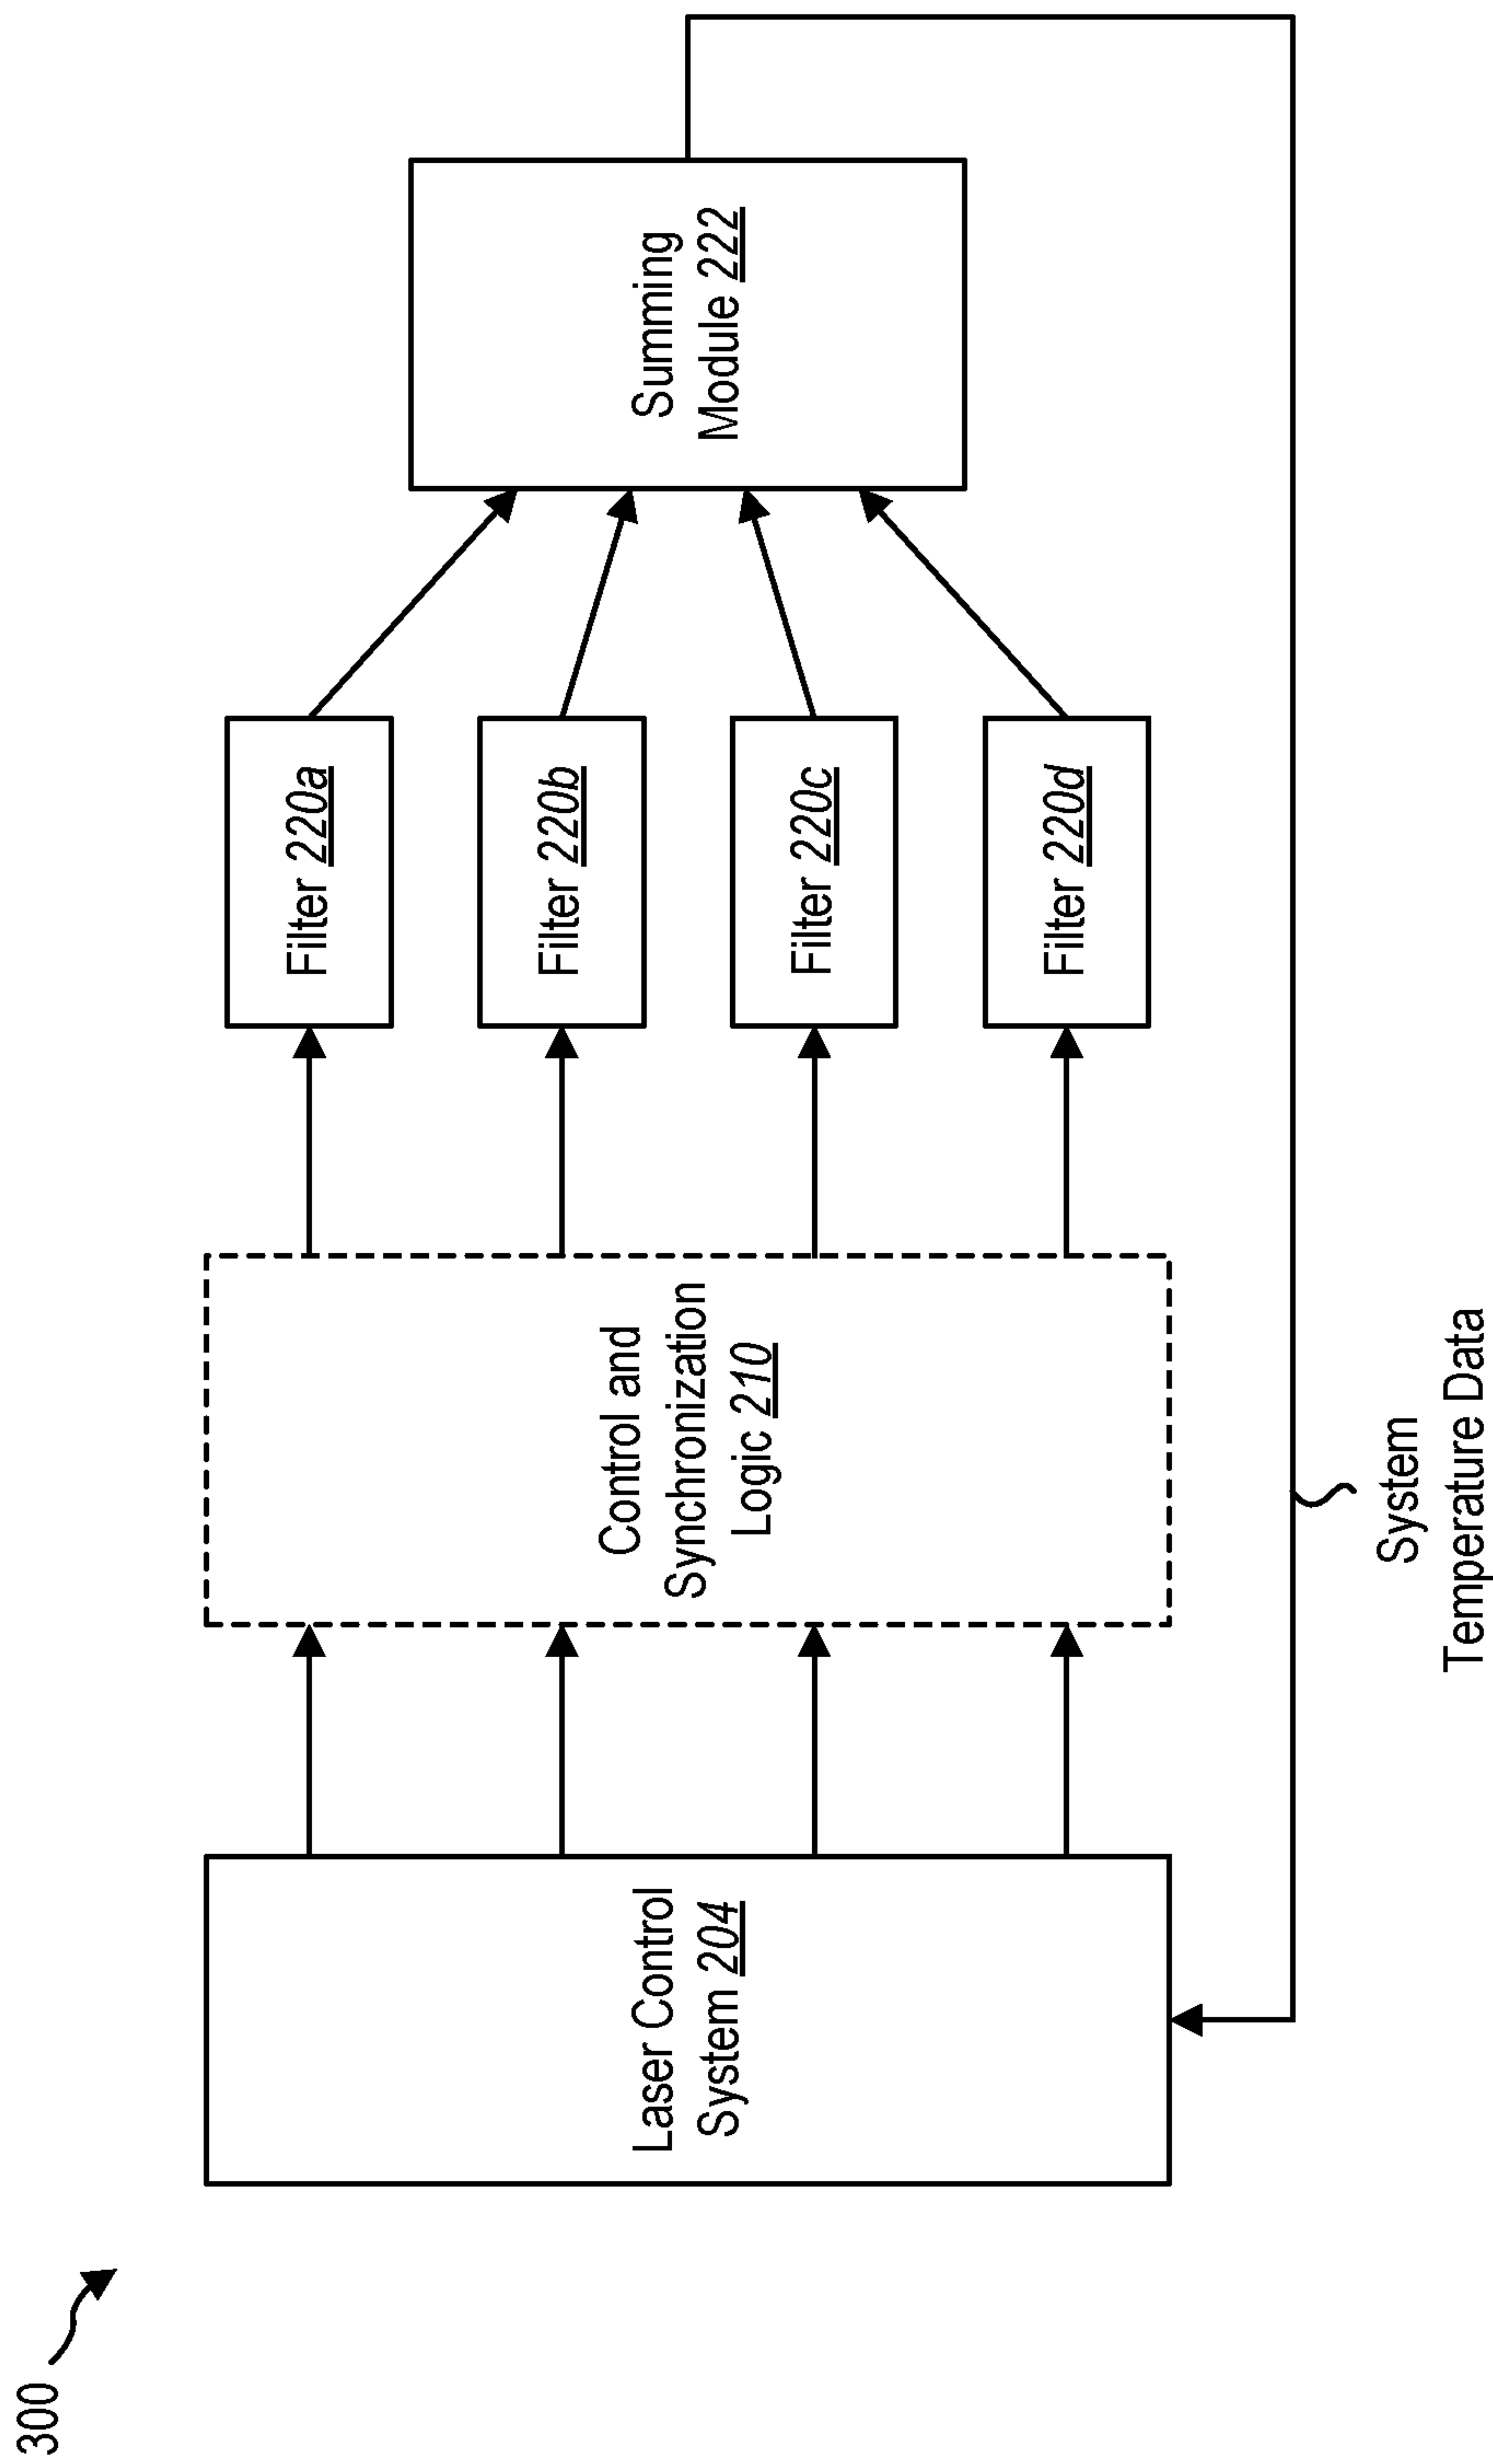 300
Laser Control
System 204
Control and
Synchronization
Logic 210
Filter 220a
Filter 220b
Filter 220c
Filter 220d
Summing
Module 222
System
Temperature Data